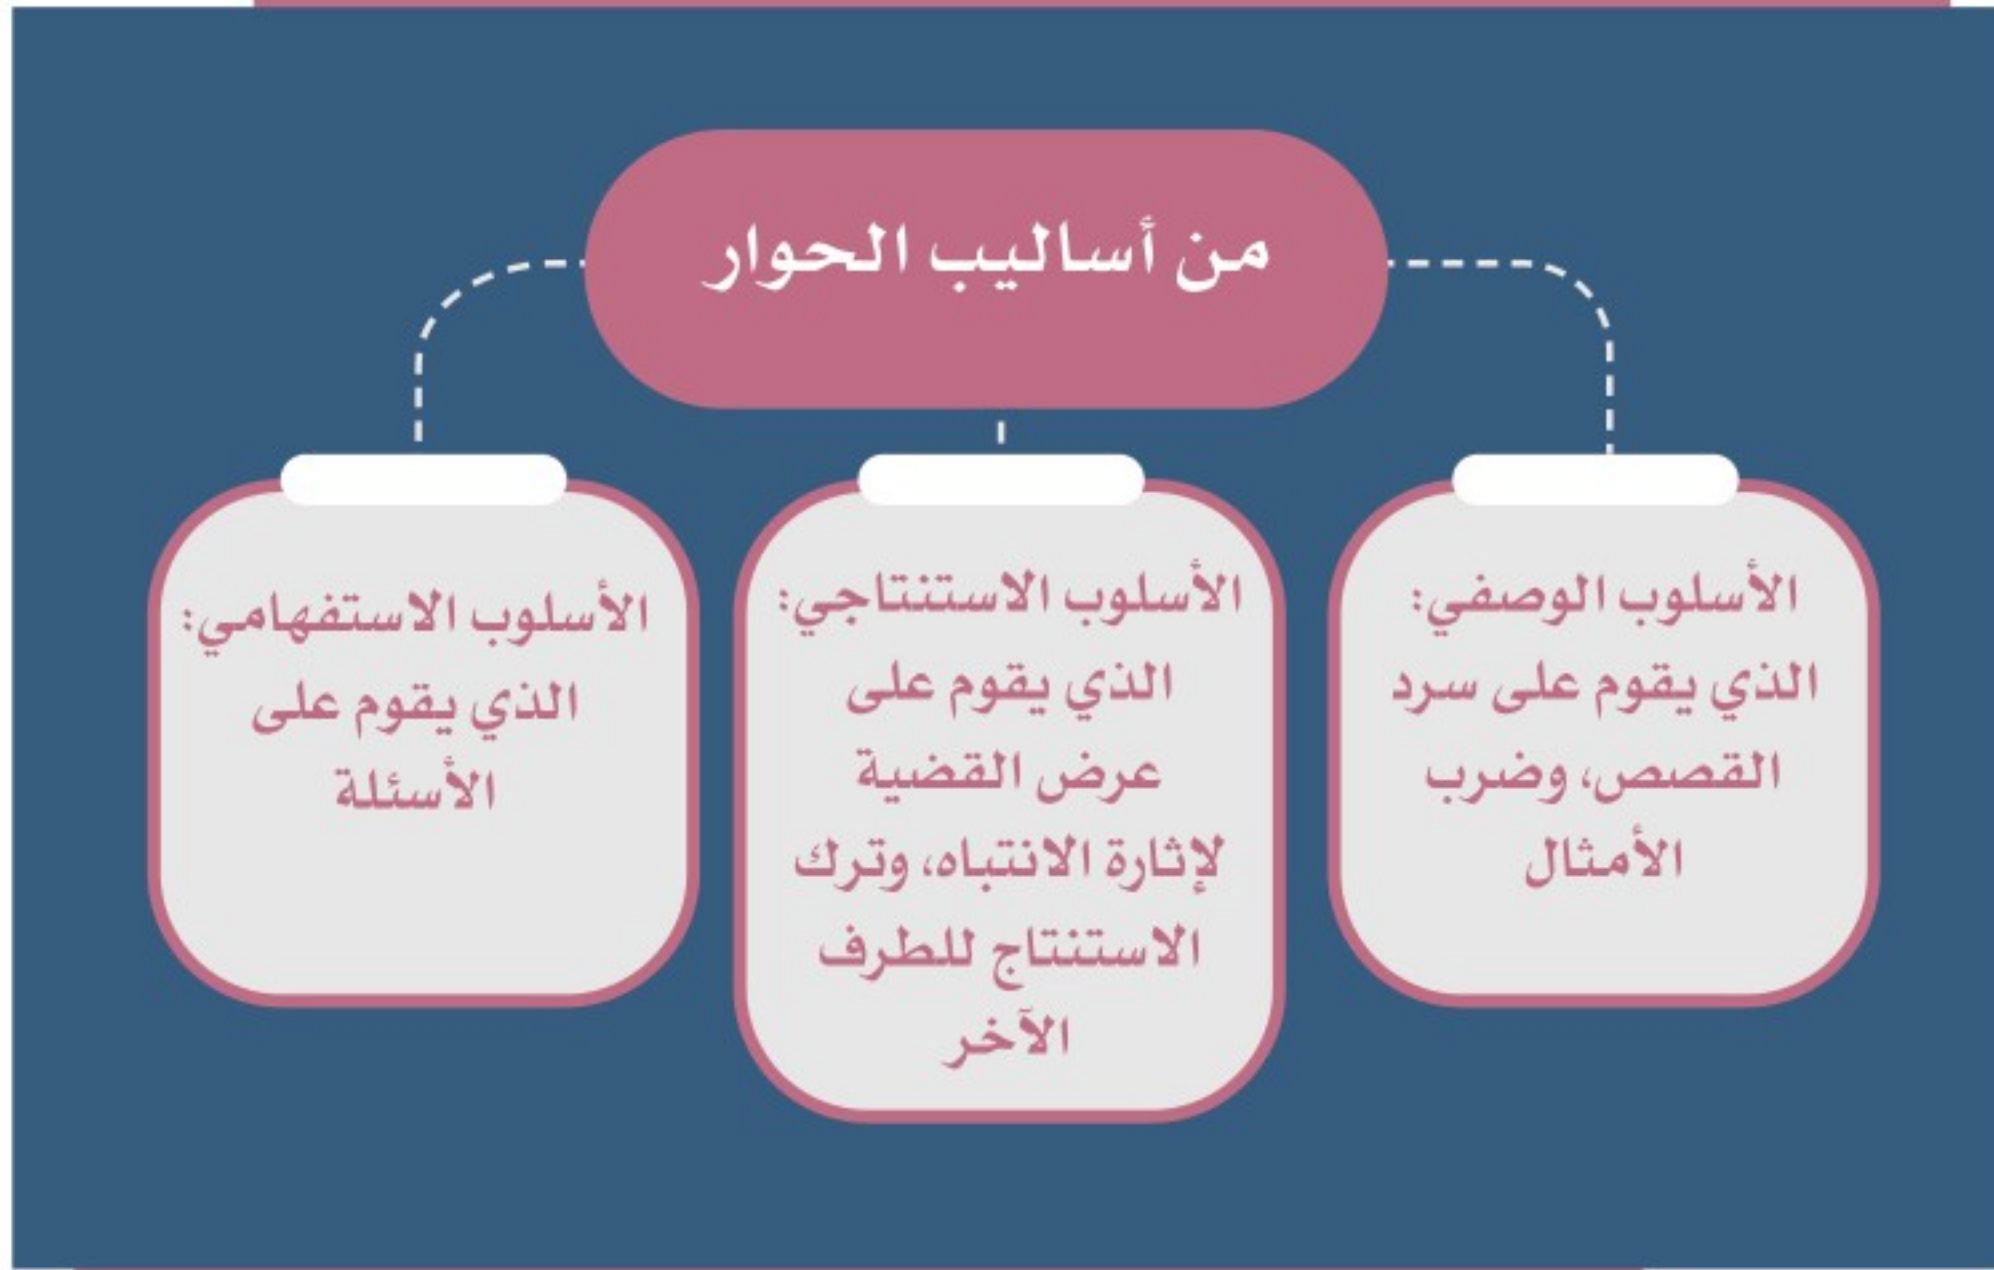 من أساليب الحوار
الأسلوب الوصفي:
الذي يقوم على سرد
القصص، وضرب
الأمثال
الأسلوب الاستنتاجي:
الذي يقوم على
عرض القضية
لإثارة الانتباه، وترك
الاستنتاج للطرف
الآخر
الأسلوب الاستفهامي:
الذي يقوم على
الأسئلة